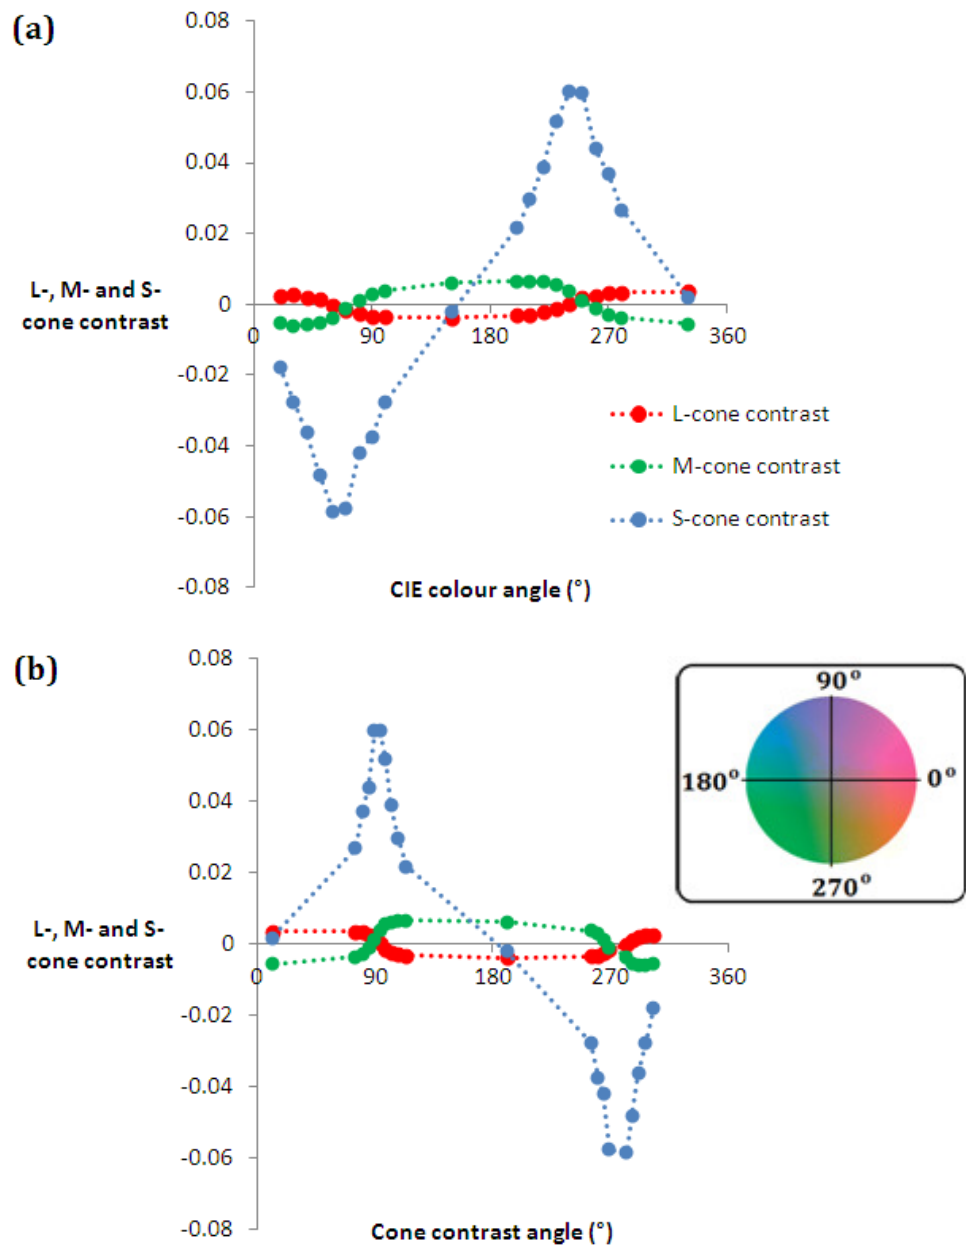 (a)
0.08
0.06
0.04
0.02
0
-0.02
-0.04
-0.06
-0.08
L-, M- and S-
cone contrast
0 90 180 270 360
L-cone contrast
M-cone contrast
S-cone contrast
CIE colour angle (°)
(b)
0.08
0.06
0.04
0.02
0
-0.02
-0.04
-0.06
-0.08
L-, M- and S-
cone contrast
0 90 180 270 360
90°
180° 0°
270°
Cone contrast angle (°)